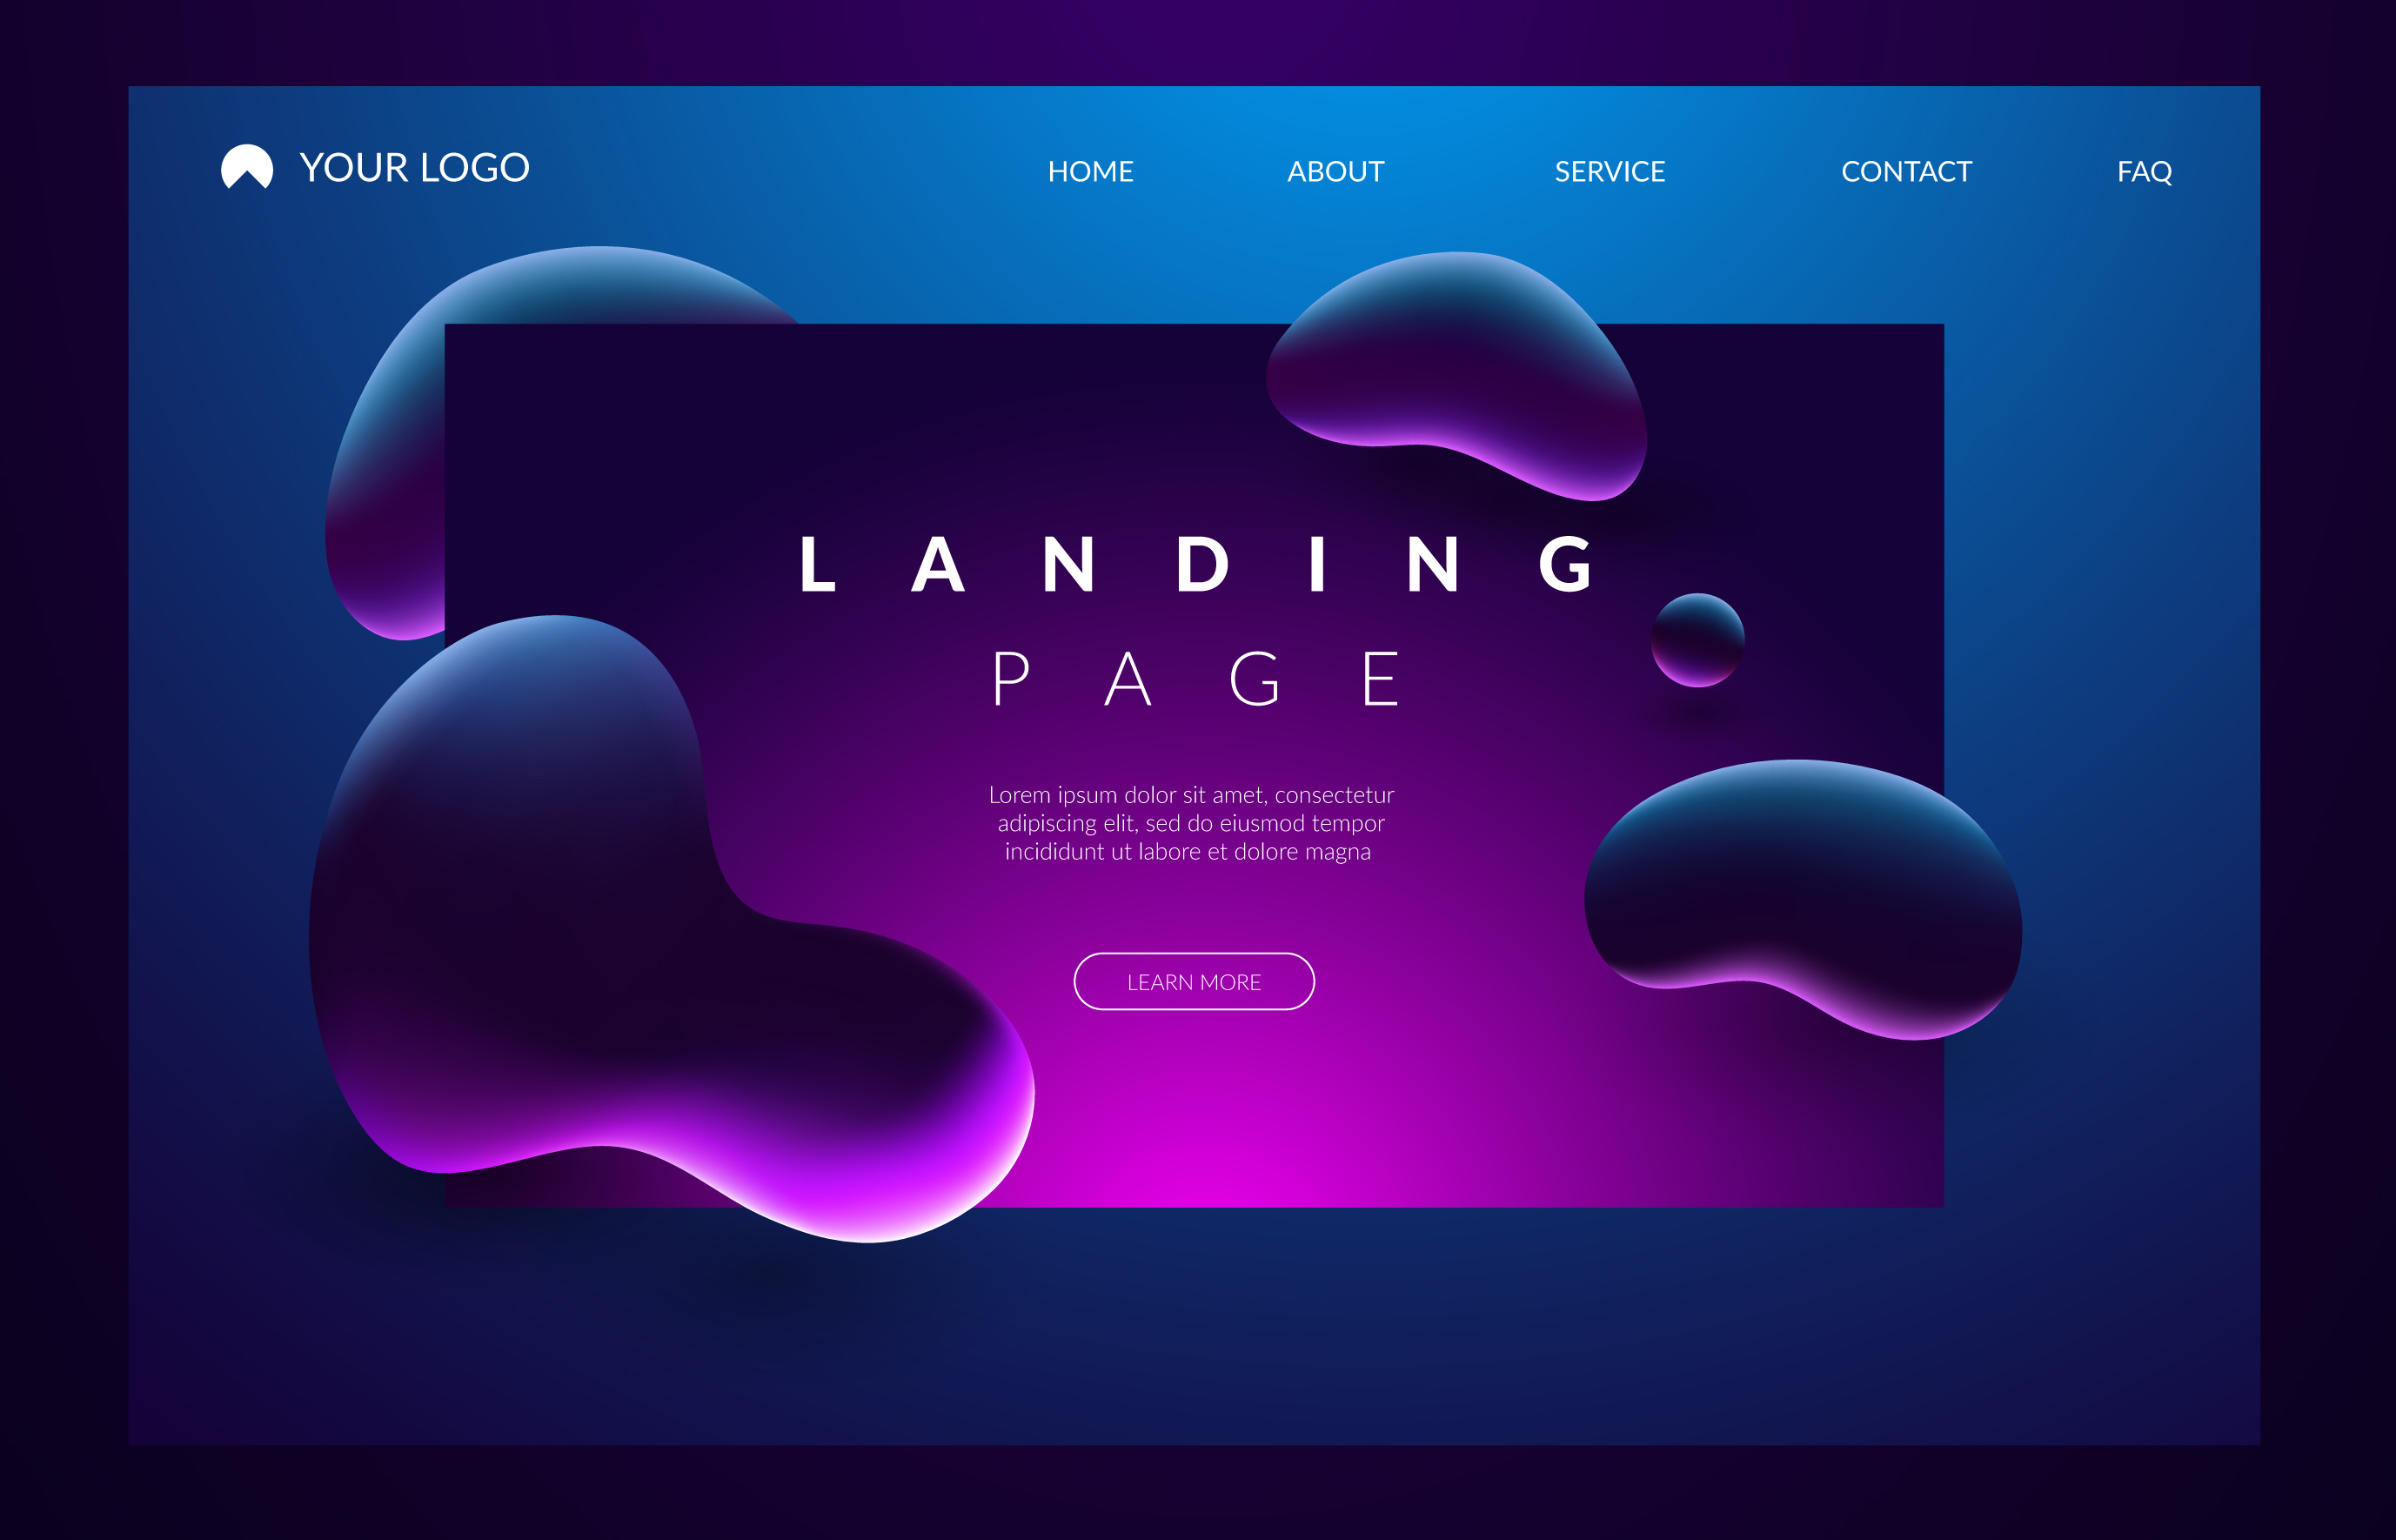 YOUR LOGO
HOME ABOUT SERVICE CONTACT FAQ
LANDING
PAGE
Lorem ipsum dolor sit amet, consectetur
adipiscing elit, sed do eiusmod tempor
incididunt ut labore et dolore magna
LEARN MORE